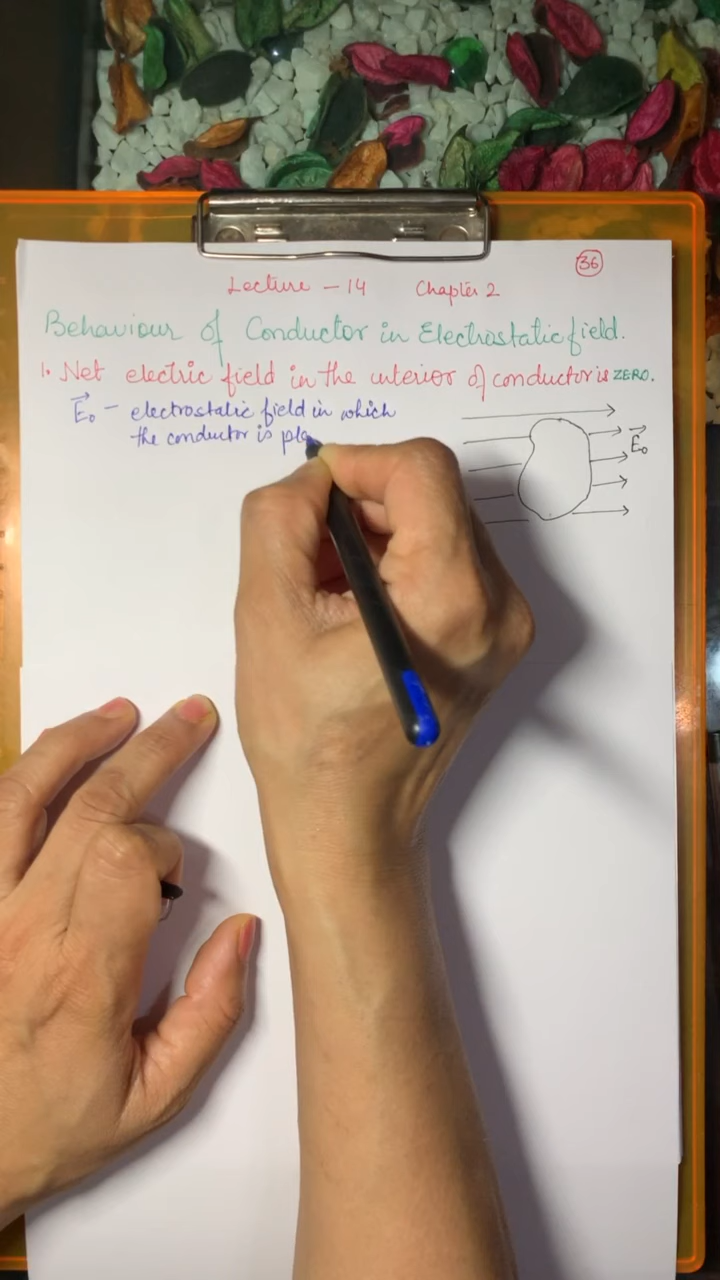 36
Lecture - 14 Chapter 2
Behaviour of Conductor in Electrostatic field.
1. Net electric field in the interior of conductor is ZERO.
E₀ - electrostatic field in which
the conductor is pla
E₀